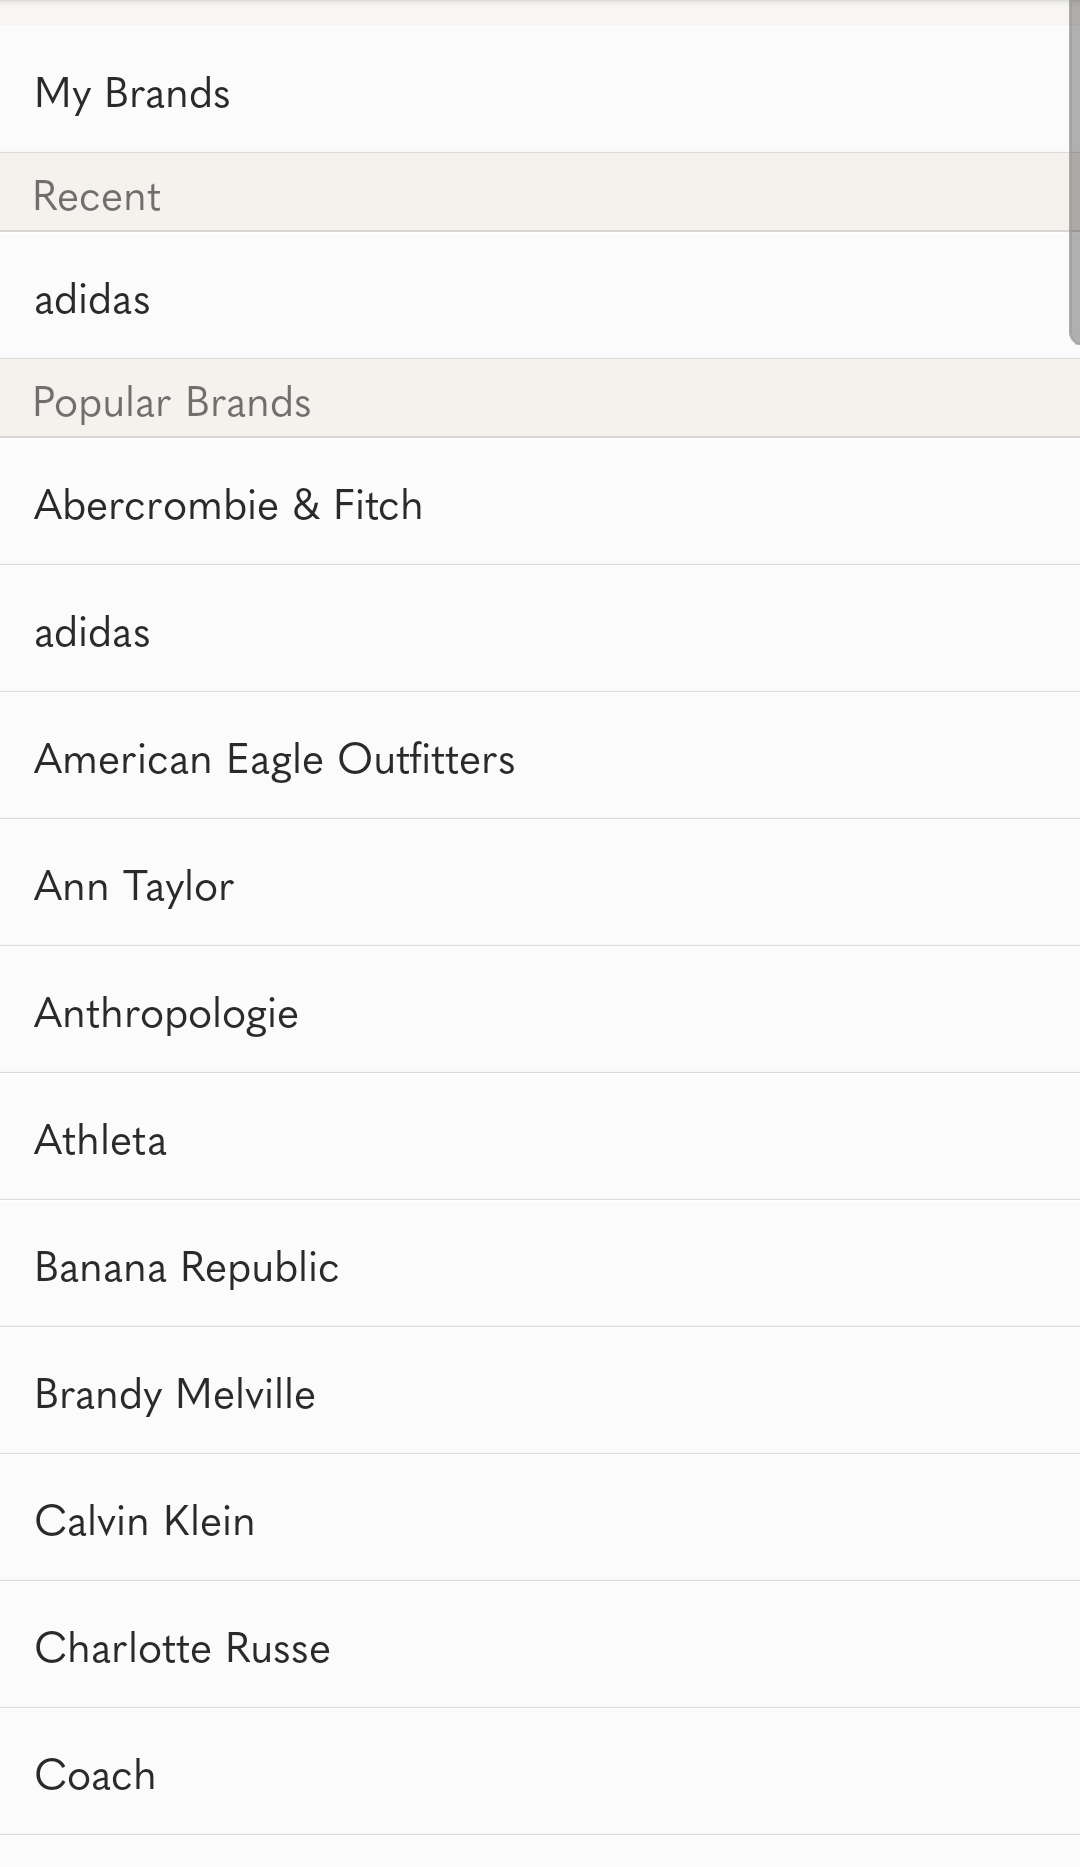 My Brands
Recent
adidas
Popular Brands
Abercrombie & Fitch
adidas
American Eagle Outfitters
Ann Taylor
Anthropologie
Athleta
Banana Republic
Brandy Melville
Calvin Klein
Charlotte Russe
Coach